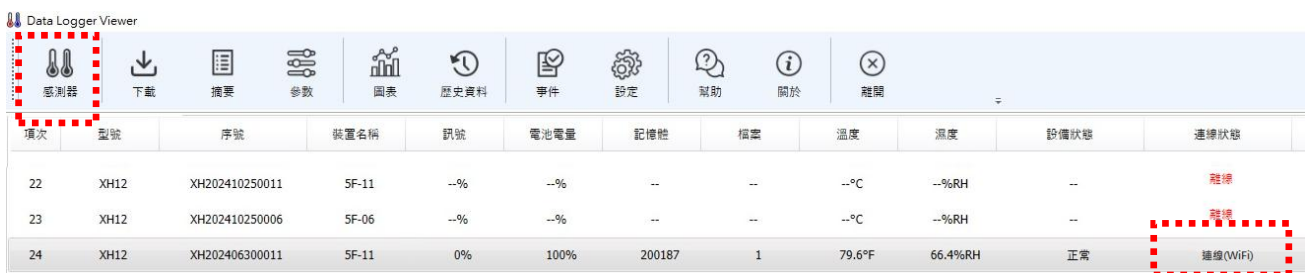 Data Logger Viewer
感測器 下載 摘要 參數 圖表 歷史資料 事件 設定 幫助 關於 離開
項次 型號 序號 裝置名稱 訊號 電池電量 記憶體 檔案 溫度 濕度 設備狀態 連線狀態
22 XH12 XH202410250011 5F-11 --% --% -- -- --°C --%RH -- 離線
23 XH12 XH202410250006 5F-06 --% --% -- -- --°C --%RH -- 離線
24 XH12 XH202406300011 5F-11 0% 100% 200187 1 79.6°F 66.4%RH 正常 連線(WiFi)